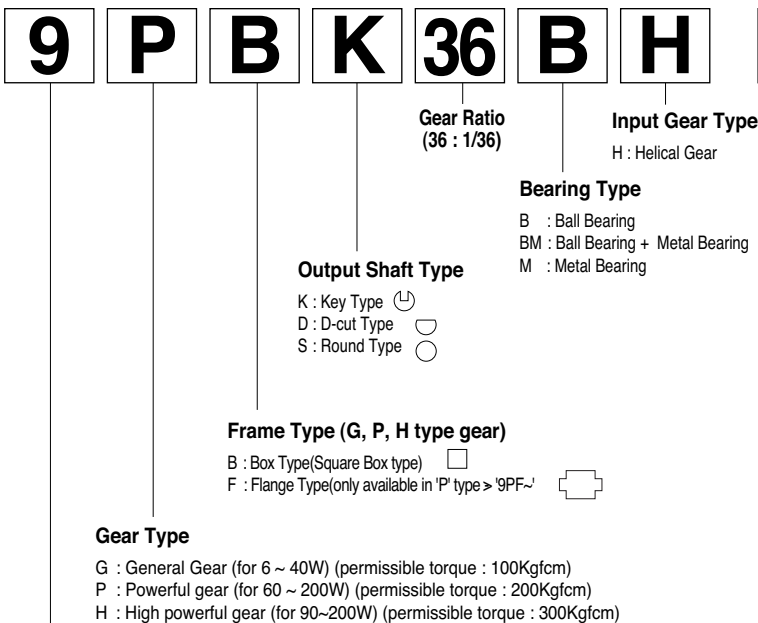 9 P B K 36 B H
Gear Ratio
(36 : 1/36)
Input Gear Type
H : Helical Gear
Bearing Type
B : Ball Bearing
BM : Ball Bearing + Metal Bearing
M : Metal Bearing
Output Shaft Type
K : Key Type
D : D-cut Type
S : Round Type
Frame Type (G, P, H type gear)
B : Box Type(Square Box type)
F : Flange Type(only available in 'P' type > '9PF~'
Gear Type
G : General Gear (for 6 ~ 40W) (permissible torque : 100Kgfcm)
P : Powerful gear (for 60 ~ 200W) (permissible torque : 200Kgfcm)
H : High powerful gear (for 90~200W) (permissible torque : 300Kgfcm)